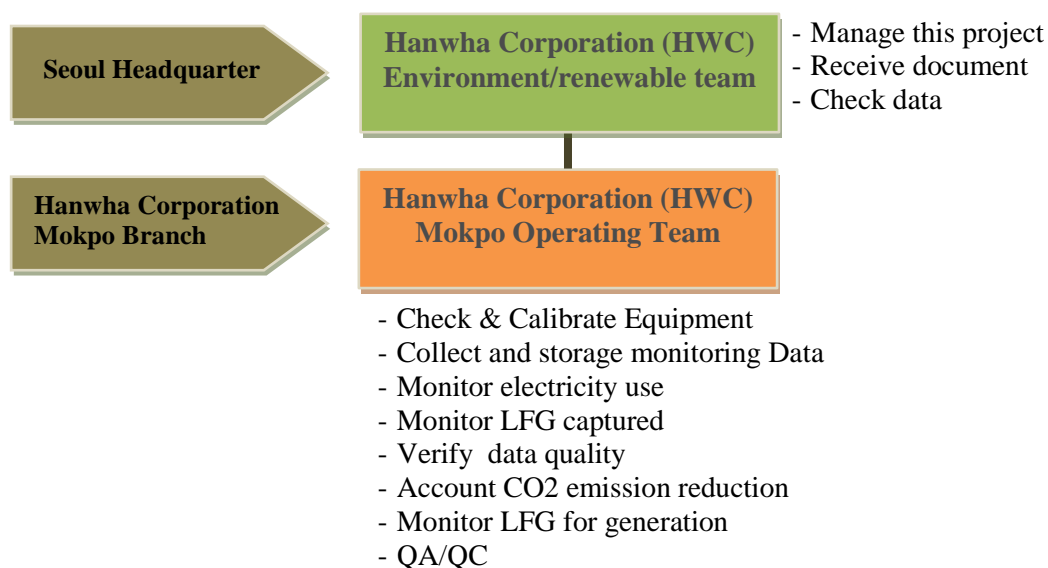 Seoul Headquarter
Hanwha Corporation (HWC)
Environment/renewable team
- Manage this project
- Receive document
- Check data
Hanwha Corporation
Mokpo Branch
Hanwha Corporation (HWC)
Mokpo Operating Team
- Check & Calibrate Equipment
- Collect and storage monitoring Data
- Monitor electricity use
- Monitor LFG captured
- Verify  data quality
- Account CO2 emission reduction
- Monitor LFG for generation
- QA/QC